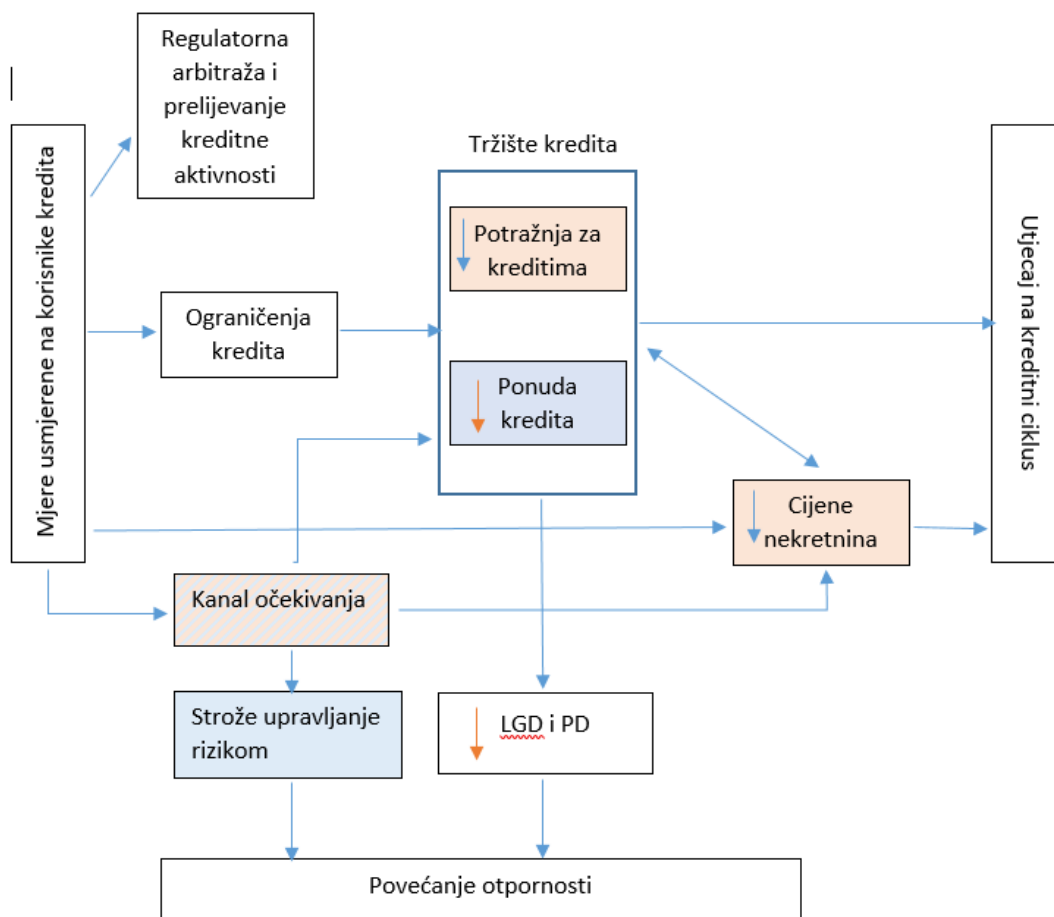 Regulatorna
arbitraža i
prelijevanje
kreditne
aktivnosti
Mjere usmjerene na korisnike kredita
Tržište kredita
Potražnja za
kreditima
Ograničenja
kredita
Ponuda
kredita
Utjecaj na kreditni ciklus
Cijene
nekretnina
Kanal očekivanja
Strože upravljanje
rizikom
LGD i PD
Povećanje otpornosti